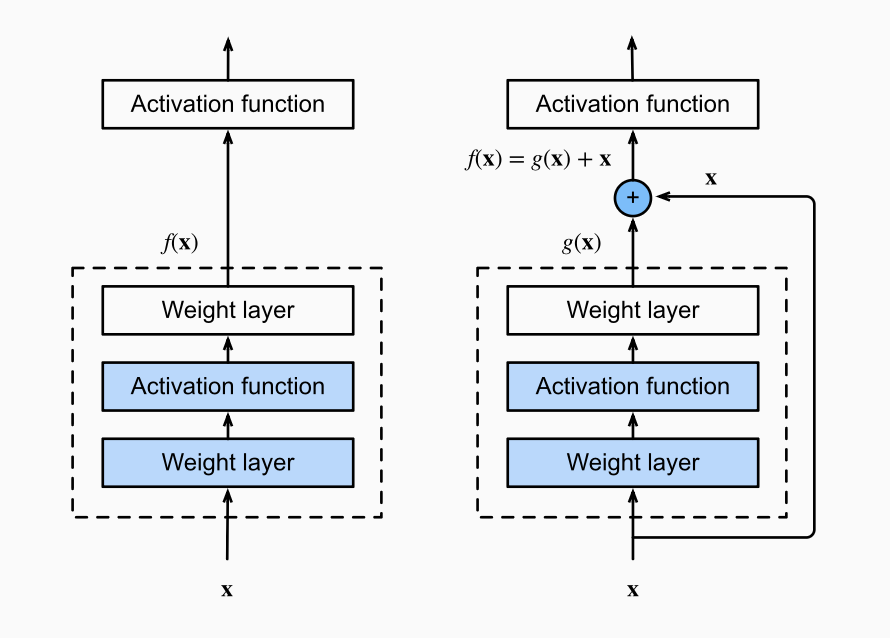 Activation function
f(x)
Weight layer
Activation function
Weight layer
x
Activation function
f(x) = g(x) + x
x
+
g(x)
Weight layer
Activation function
Weight layer
x